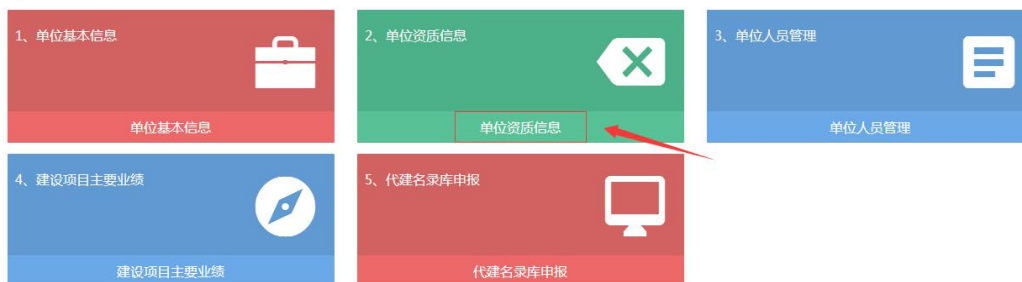 1、单位基本信息
2、单位资质信息
3、单位人员管理
单位基本信息
单位资质信息
单位人员管理
4、建设项目主要业绩
5、代建名录库申报
建设项目主要业绩
代建名录库申报